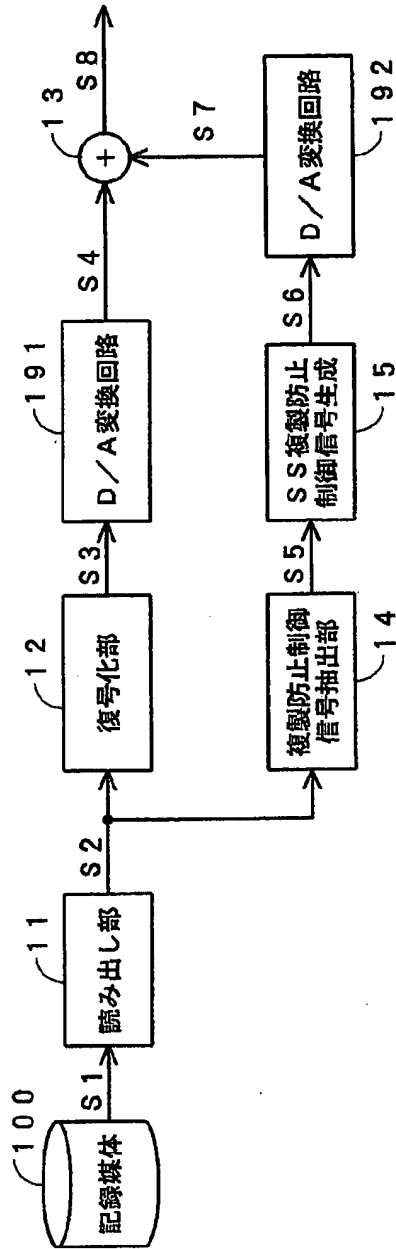 100
記録媒体
S1
11
読み出し部
S2
12
復号化部
S3
191
D／A変換回路
S4
13
+
S8
14
複製防止制御
信号抽出部
S5
15
SS複製防止
制御信号生成
S6
192
D／A変換回路
S7